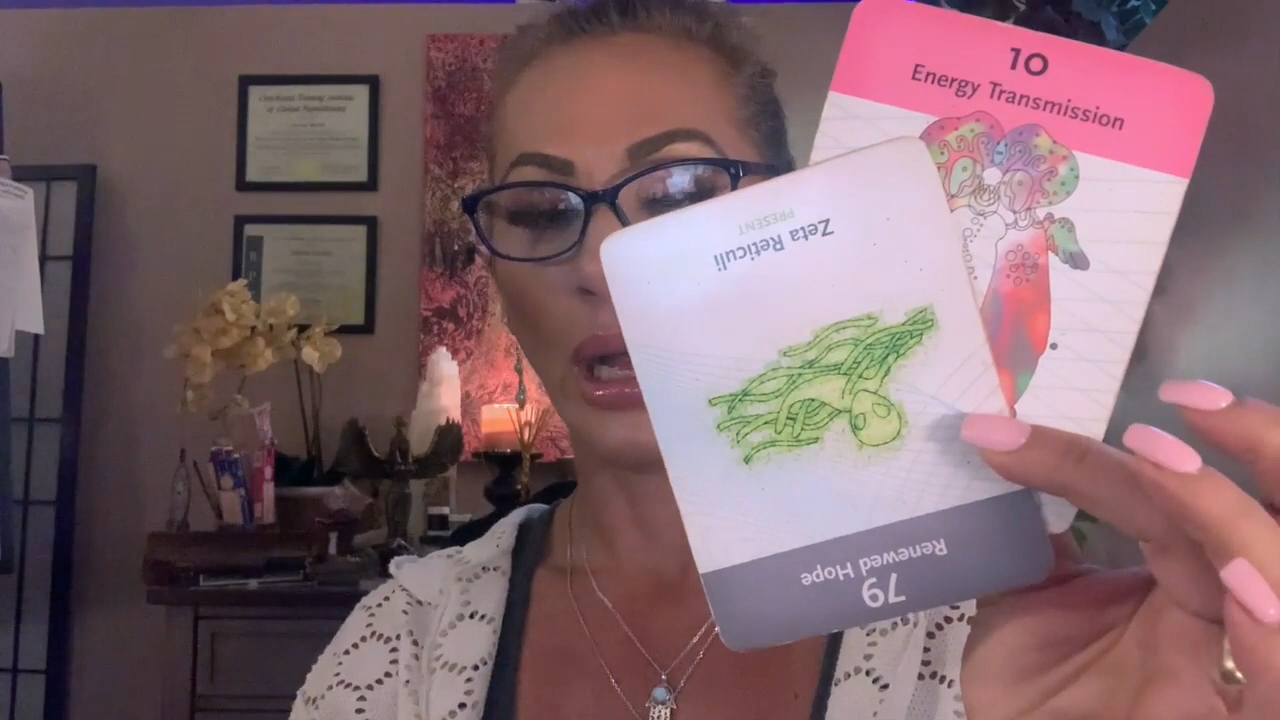 10
Energy Transmission
79
Renewed Hope
Zeta Reticuli
PRESENT